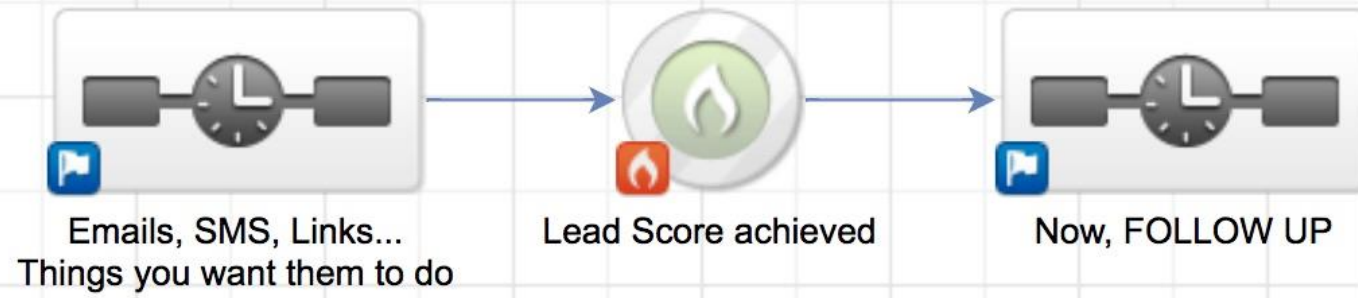 Emails, SMS, Links...
Things you want them to do
Lead Score achieved
Now, FOLLOW UP